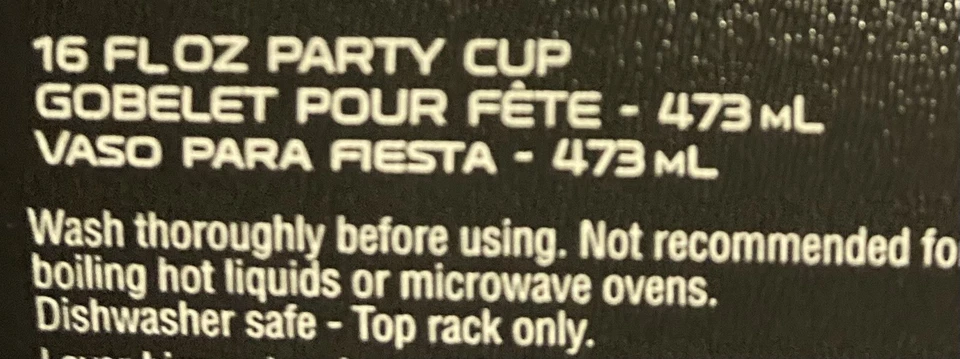 16 FL OZ PARTY CUP
GOBELET POUR FÊTE - 473 ML
VASO PARA FIESTA - 473 ML
Wash thoroughly before using. Not recommended
boiling hot liquids or microwave ovens.
Dishwasher safe - Top rack only.